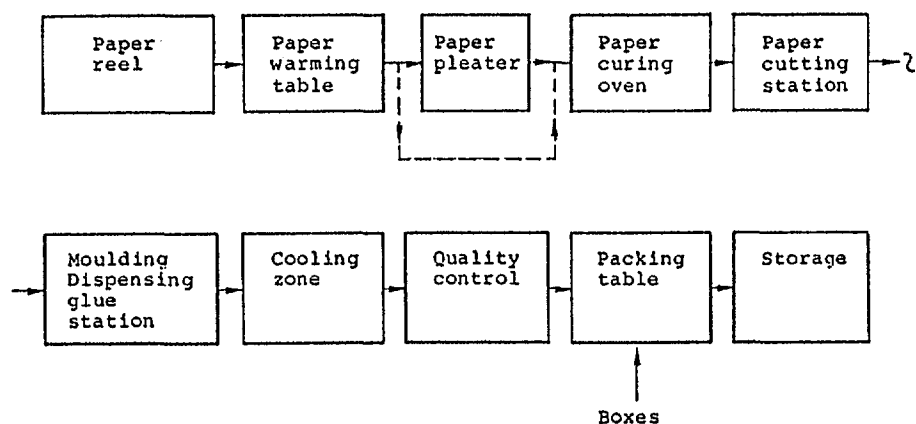 Paper
reel
Paper
warming
table
Paper
pleater
Paper
curing
oven
Paper
cutting
station
Moulding
Dispensing
glue
station
Cooling
zone
Quality
control
Packing
table
Storage
Boxes